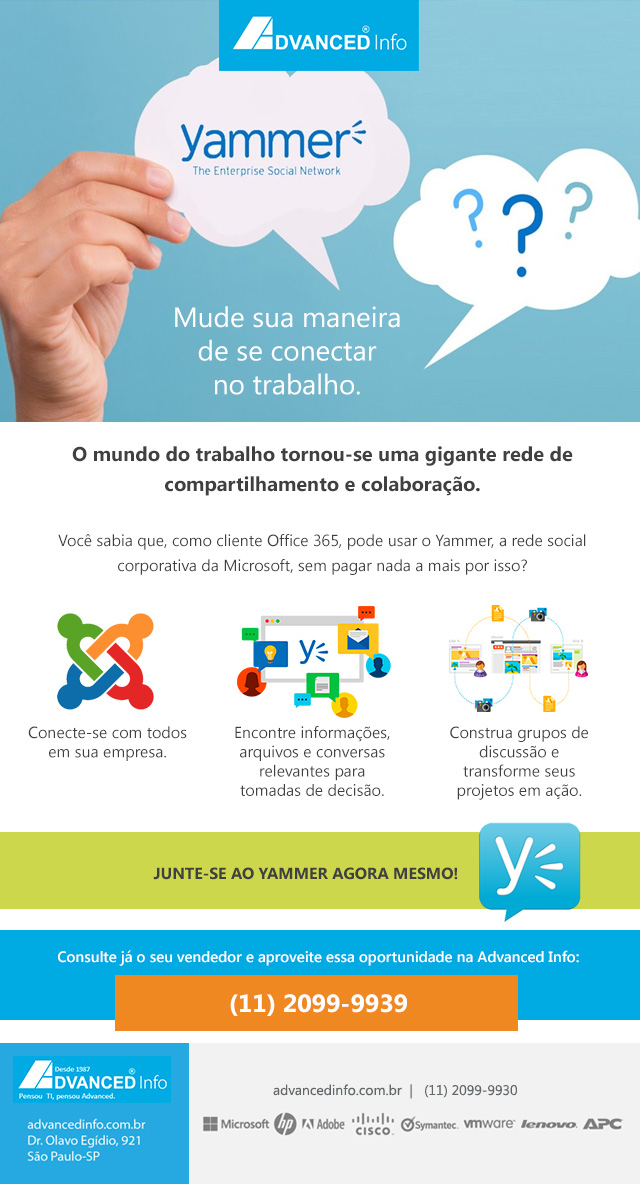 ADVANCED® Info
yammer
The Enterprise Social Network
? ? ?
Mude sua maneira
de se conectar
no trabalho.
O mundo do trabalho tornou-se uma gigante rede de
compartilhamento e colaboração.
Você sabia que, como cliente Office 365, pode usar o Yammer, a rede social
corporativa da Microsoft, sem pagar nada a mais por isso?
Conecte-se com todos
em sua empresa.
Encontre informações,
arquivos e conversas
relevantes para
tomadas de decisão.
Construa grupos de
discussão e
transforme seus
projetos em ação.
JUNTE-SE AO YAMMER AGORA MESMO!
Consulte já o seu vendedor e aproveite essa oportunidade na Advanced Info:
(11) 2099-9939
Desde 1987
ADVANCED® Info
Pensou TI, pensou Advanced.
advancedinfo.com.br
Dr. Olavo Egídio, 921
São Paulo-SP
advancedinfo.com.br | (11) 2099-9930
Microsoft hp Adobe CISCO. Symantec. vmware lenovo. APC